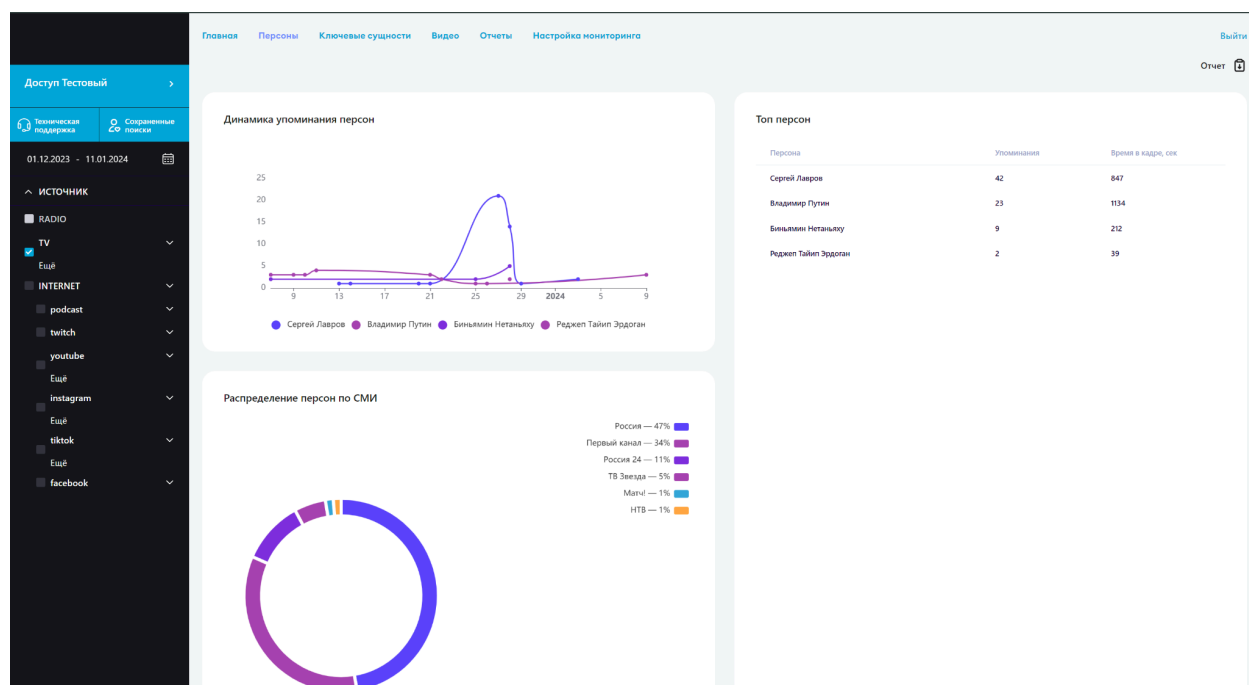 Главная Персоны Ключевые сущности Видео Отчеты Настройка мониторинга Выйти
Отчет
Доступ Тестовый
Техническая поддержка
Сохраненные поиски
01.12.2023 - 11.01.2024
ИСТОЧНИК
RADIO
TV
Ещё
INTERNET
podcast
twitch
youtube
Ещё
instagram
Ещё
tiktok
Ещё
facebook
Динамика упоминания персон
25
20
15
10
5
0
9 13 17 21 25 29 2024 5 9
Сергей Лавров Владимир Путин Биньямин Нетаньяху Реджеп Тайип Эрдоган
Распределение персон по СМИ
Россия — 47%
Первый канал — 34%
Россия 24 — 11%
ТВ Звезда — 5%
Матч! — 1%
НТВ — 1%
Топ персон
Персона Упоминания Время в кадре, сек
Сергей Лавров 42 847
Владимир Путин 23 1134
Биньямин Нетаньяху 9 212
Реджеп Тайип Эрдоган 2 39